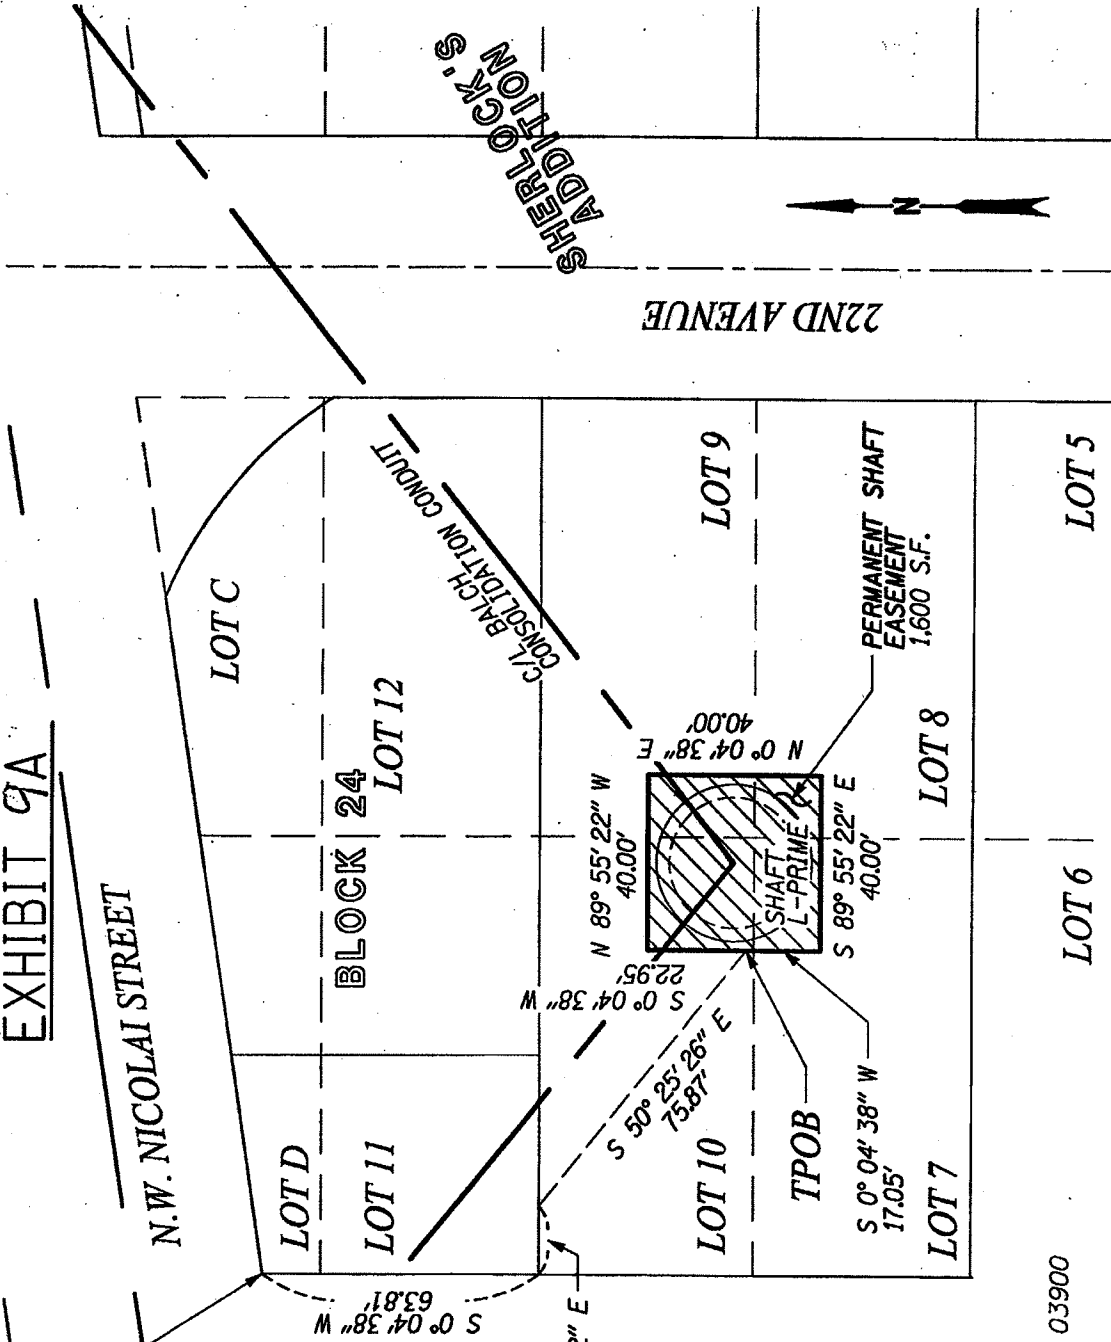 EXHIBIT 9A
N.W. NICOLAI STREET
SHERLOCK'S
ADDITION
N
22ND AVENUE
LOT C
C/L BALCH
CONSOLIDATION CONDUIT
BLOCK 24
LOT 12
LOT D
LOT 11
S 0° 04' 38" W
63.81'
LOT 9
N 89° 55' 22" W
40.00'
N 0° 04' 38" E
40.00'
S 0° 04' 38" W
22.95'
SHAFT
L-PRIME
S 89° 55' 22" E
40.00'
PERMANENT SHAFT
EASEMENT
1,600 S.F.
S 50° 25' 26" E
75.87'
LOT 10
TPOB
S 0° 04' 38" W
17.05'
LOT 7
LOT 8
LOT 5
LOT 6
" E
03900